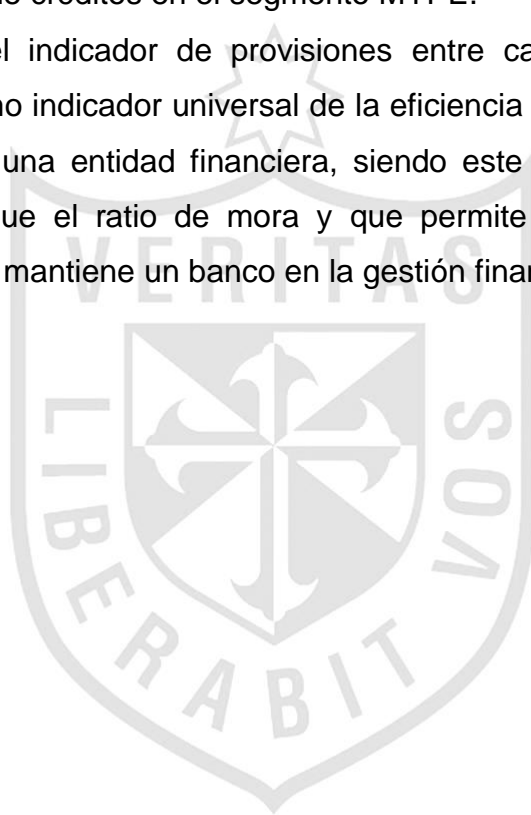 de créditos en el segmento MYPE.
el indicador de provisiones entre ca
no indicador universal de la eficiencia
una entidad financiera, siendo este
ue el ratio de mora y que permite
mantiene un banco en la gestión finan
VERITAS
LIBERABIT
VOS